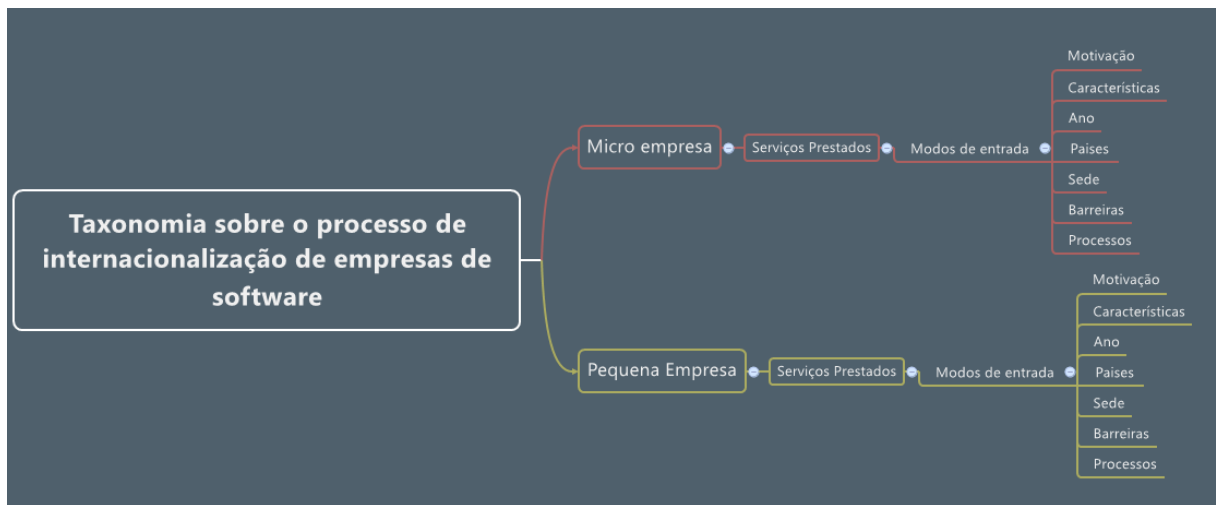 Taxonomia sobre o processo de
internacionalização de empresas de
software
Micro empresa
Serviços Prestados
Modos de entrada
Motivação
Características
Ano
Paises
Sede
Barreiras
Processos
Pequena Empresa
Serviços Prestados
Modos de entrada
Motivação
Características
Ano
Paises
Sede
Barreiras
Processos